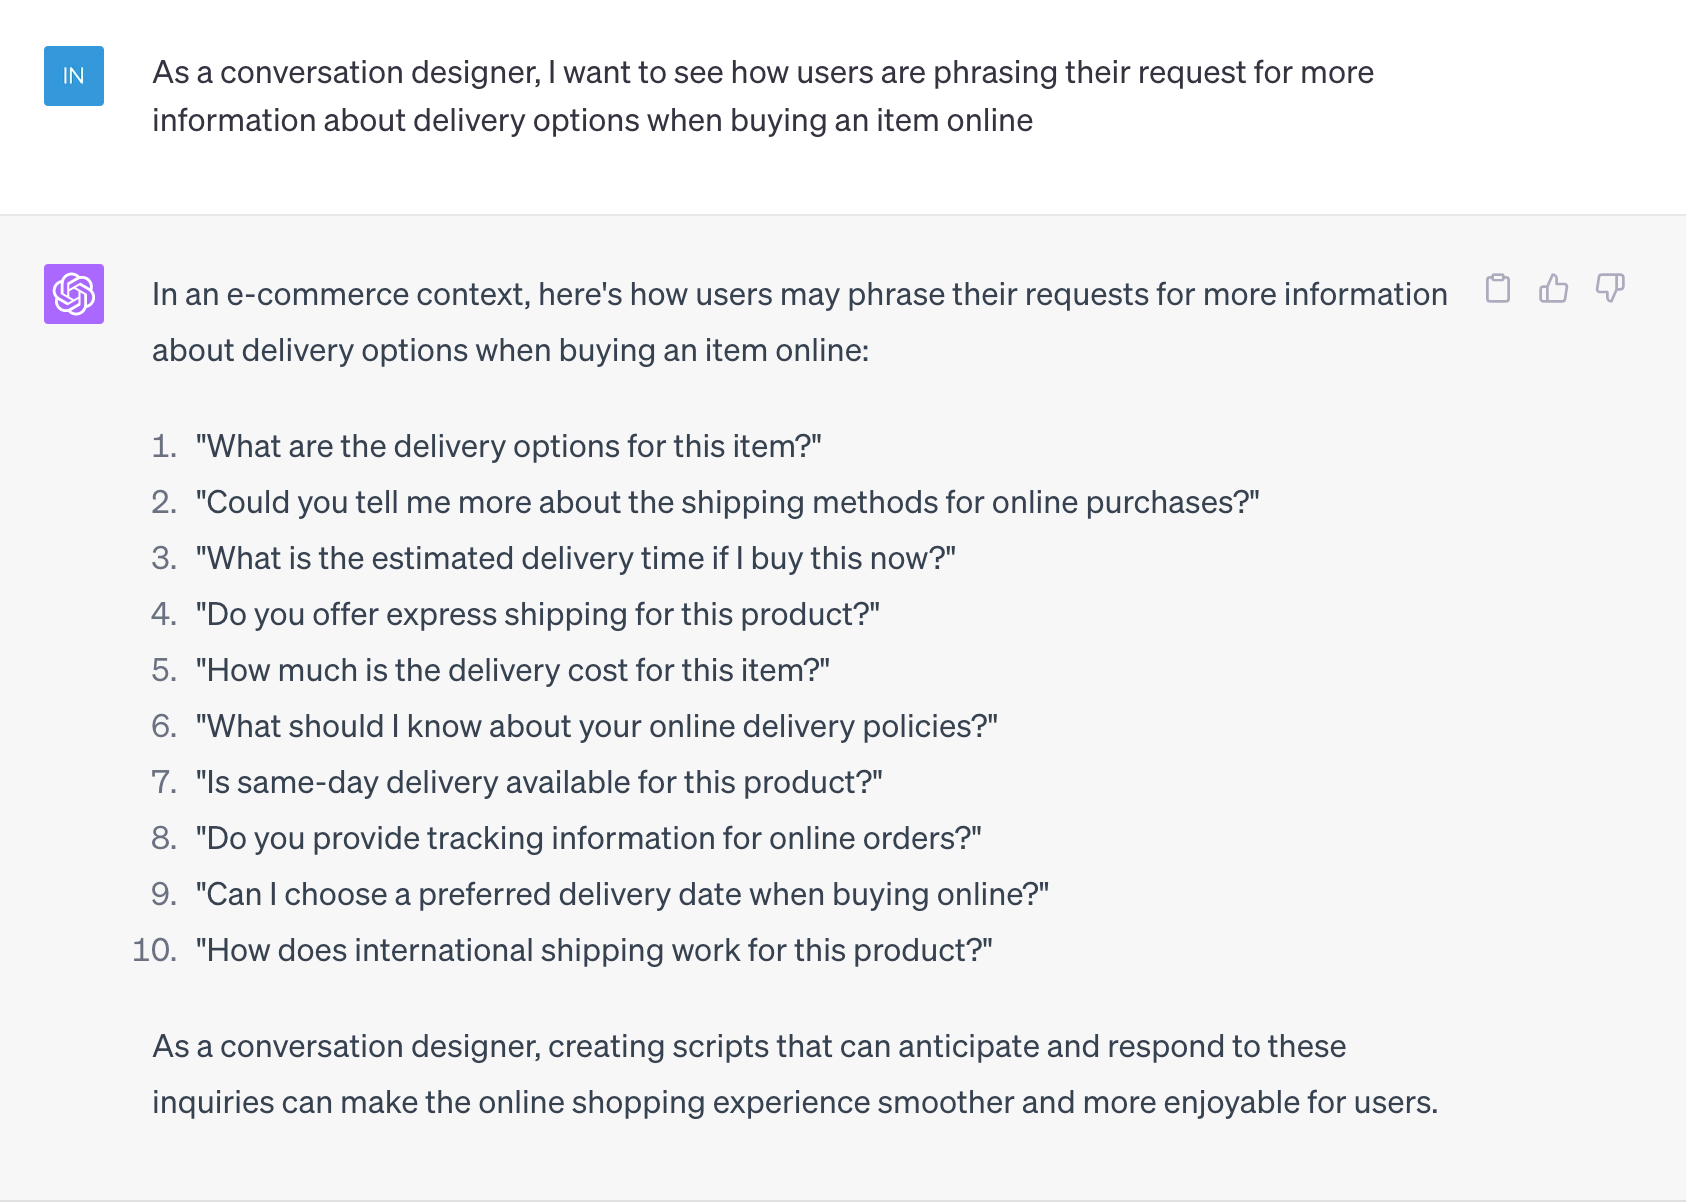 IN
As a conversation designer, I want to see how users are phrasing their request for more
information about delivery options when buying an item online
In an e-commerce context, here's how users may phrase their requests for more information
about delivery options when buying an item online:
1. "What are the delivery options for this item?"
2. "Could you tell me more about the shipping methods for online purchases?"
3. "What is the estimated delivery time if I buy this now?"
4. "Do you offer express shipping for this product?"
5. "How much is the delivery cost for this item?"
6. "What should I know about your online delivery policies?"
7. "Is same-day delivery available for this product?"
8. "Do you provide tracking information for online orders?"
9. "Can I choose a preferred delivery date when buying online?"
10. "How does international shipping work for this product?"
As a conversation designer, creating scripts that can anticipate and respond to these
inquiries can make the online shopping experience smoother and more enjoyable for users.